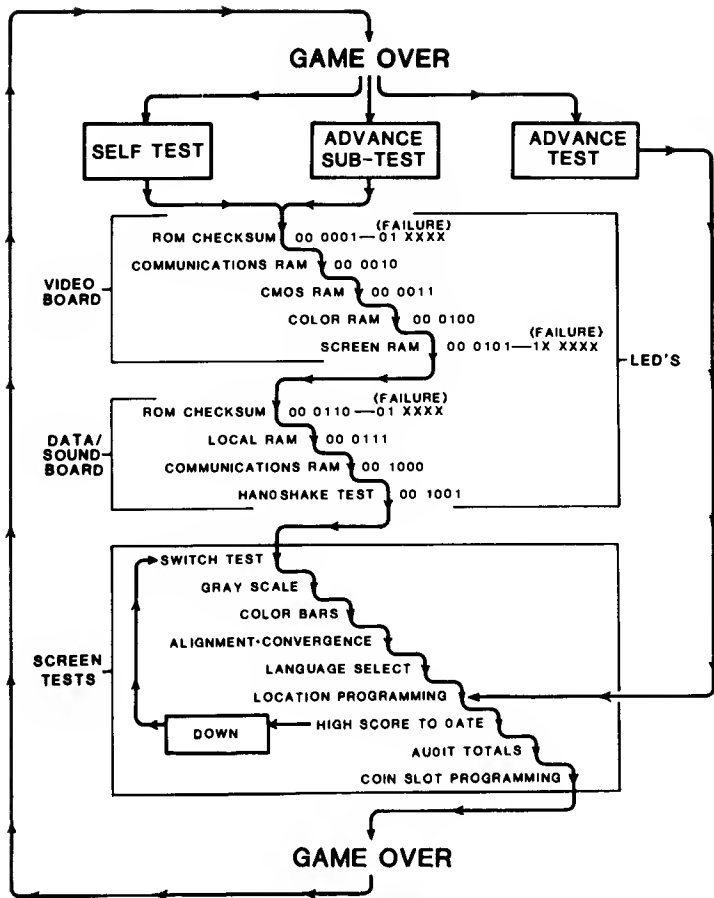 GAME OVER
SELF TEST
ADVANCE
SUB-TEST
ADVANCE
TEST
VIDEO
BOARD
ROM CHECKSUM 00 0001—01 XXXX
(FAILURE)
COMMUNICATIONS RAM 00 0010
CMOS RAM 00 0011
COLOR RAM 00 0100
SCREEN RAM 00 0101—1X XXXX
(FAILURE)
LED'S
DATA/
SOUND
BOARD
ROM CHECKSUM 00 0110—01 XXXX
(FAILURE)
LOCAL RAM 00 0111
COMMUNICATIONS RAM 00 1000
HANDSHAKE TEST 00 1001
SCREEN
TESTS
SWITCH TEST
GRAY SCALE
COLOR BARS
ALIGNMENT•CONVERGENCE
LANGUAGE SELECT
LOCATION PROGRAMMING
HIGH SCORE TO DATE
DOWN
AUDIT TOTALS
COIN SLOT PROGRAMMING
GAME OVER